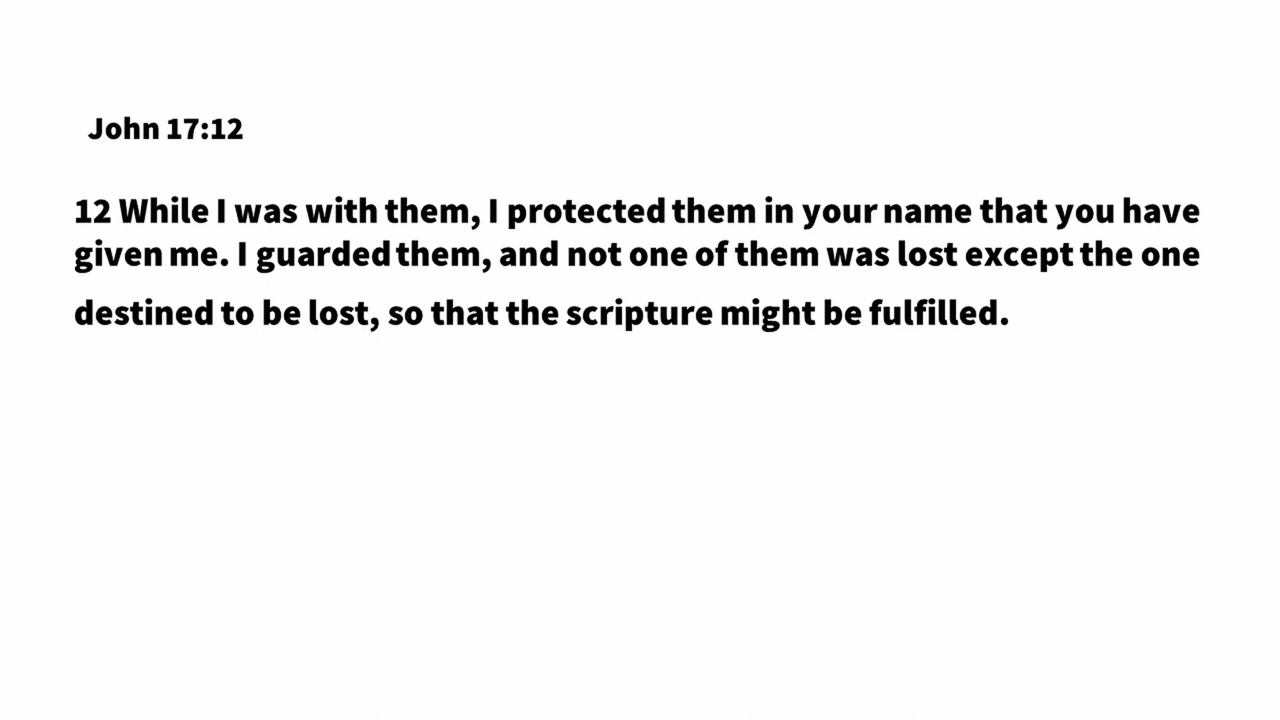 John 17:12
12 While I was with them, I protected them in your name that you have
given me. I guarded them, and not one of them was lost except the one
destined to be lost, so that the scripture might be fulfilled.